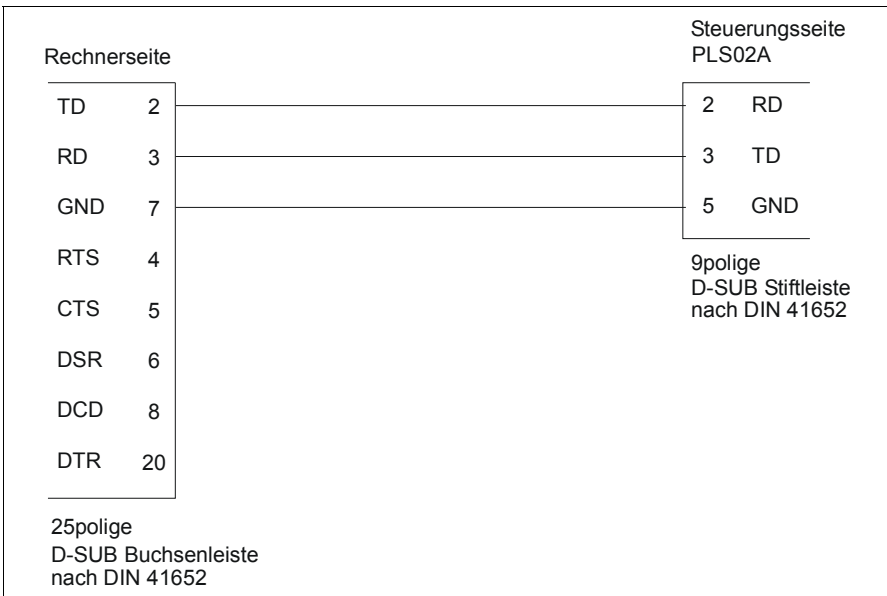 Steuerungsseite
PLS02A
Rechnerseite
TD 2
2 RD
RD 3
3 TD
GND 7
5 GND
RTS 4
CTS 5
DSR 6
DCD 8
DTR 20
9polige
D-SUB Stiftleiste
nach DIN 41652
25polige
D-SUB Buchsenleiste
nach DIN 41652